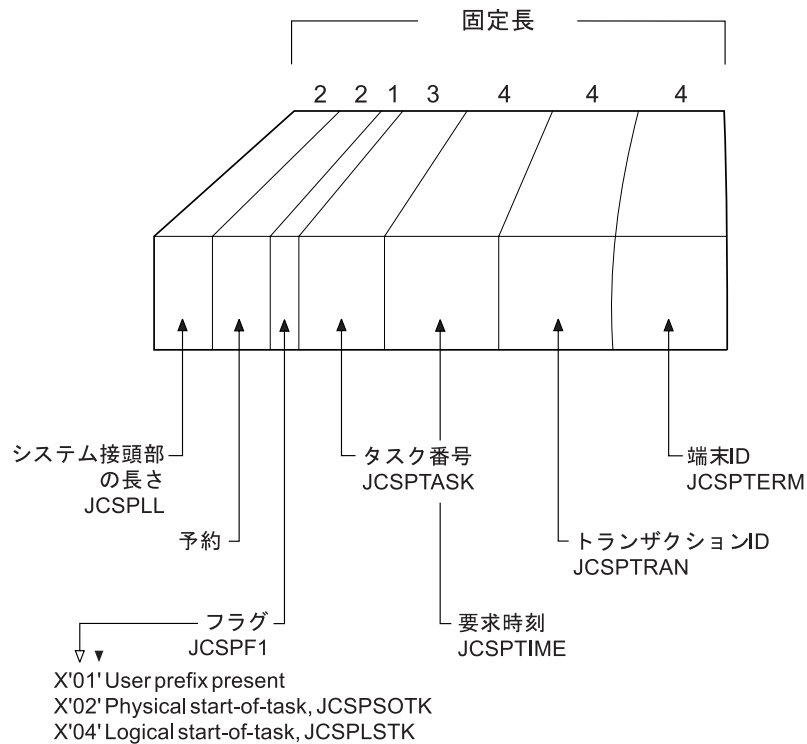 固定長
2 2 1 3 4 4 4
システム接頭部
の長さ
JCSPLL
タスク番号
JCSPTASK
端末ID
JCSPTERM
予約
トランザクションID
JCSPTRAN
フラグ
JCSPF1
要求時刻
JCSPTIME
X'01' User prefix present
X'02' Physical start-of-task, JCSPSOTK
X'04' Logical start-of-task, JCSPLSTK